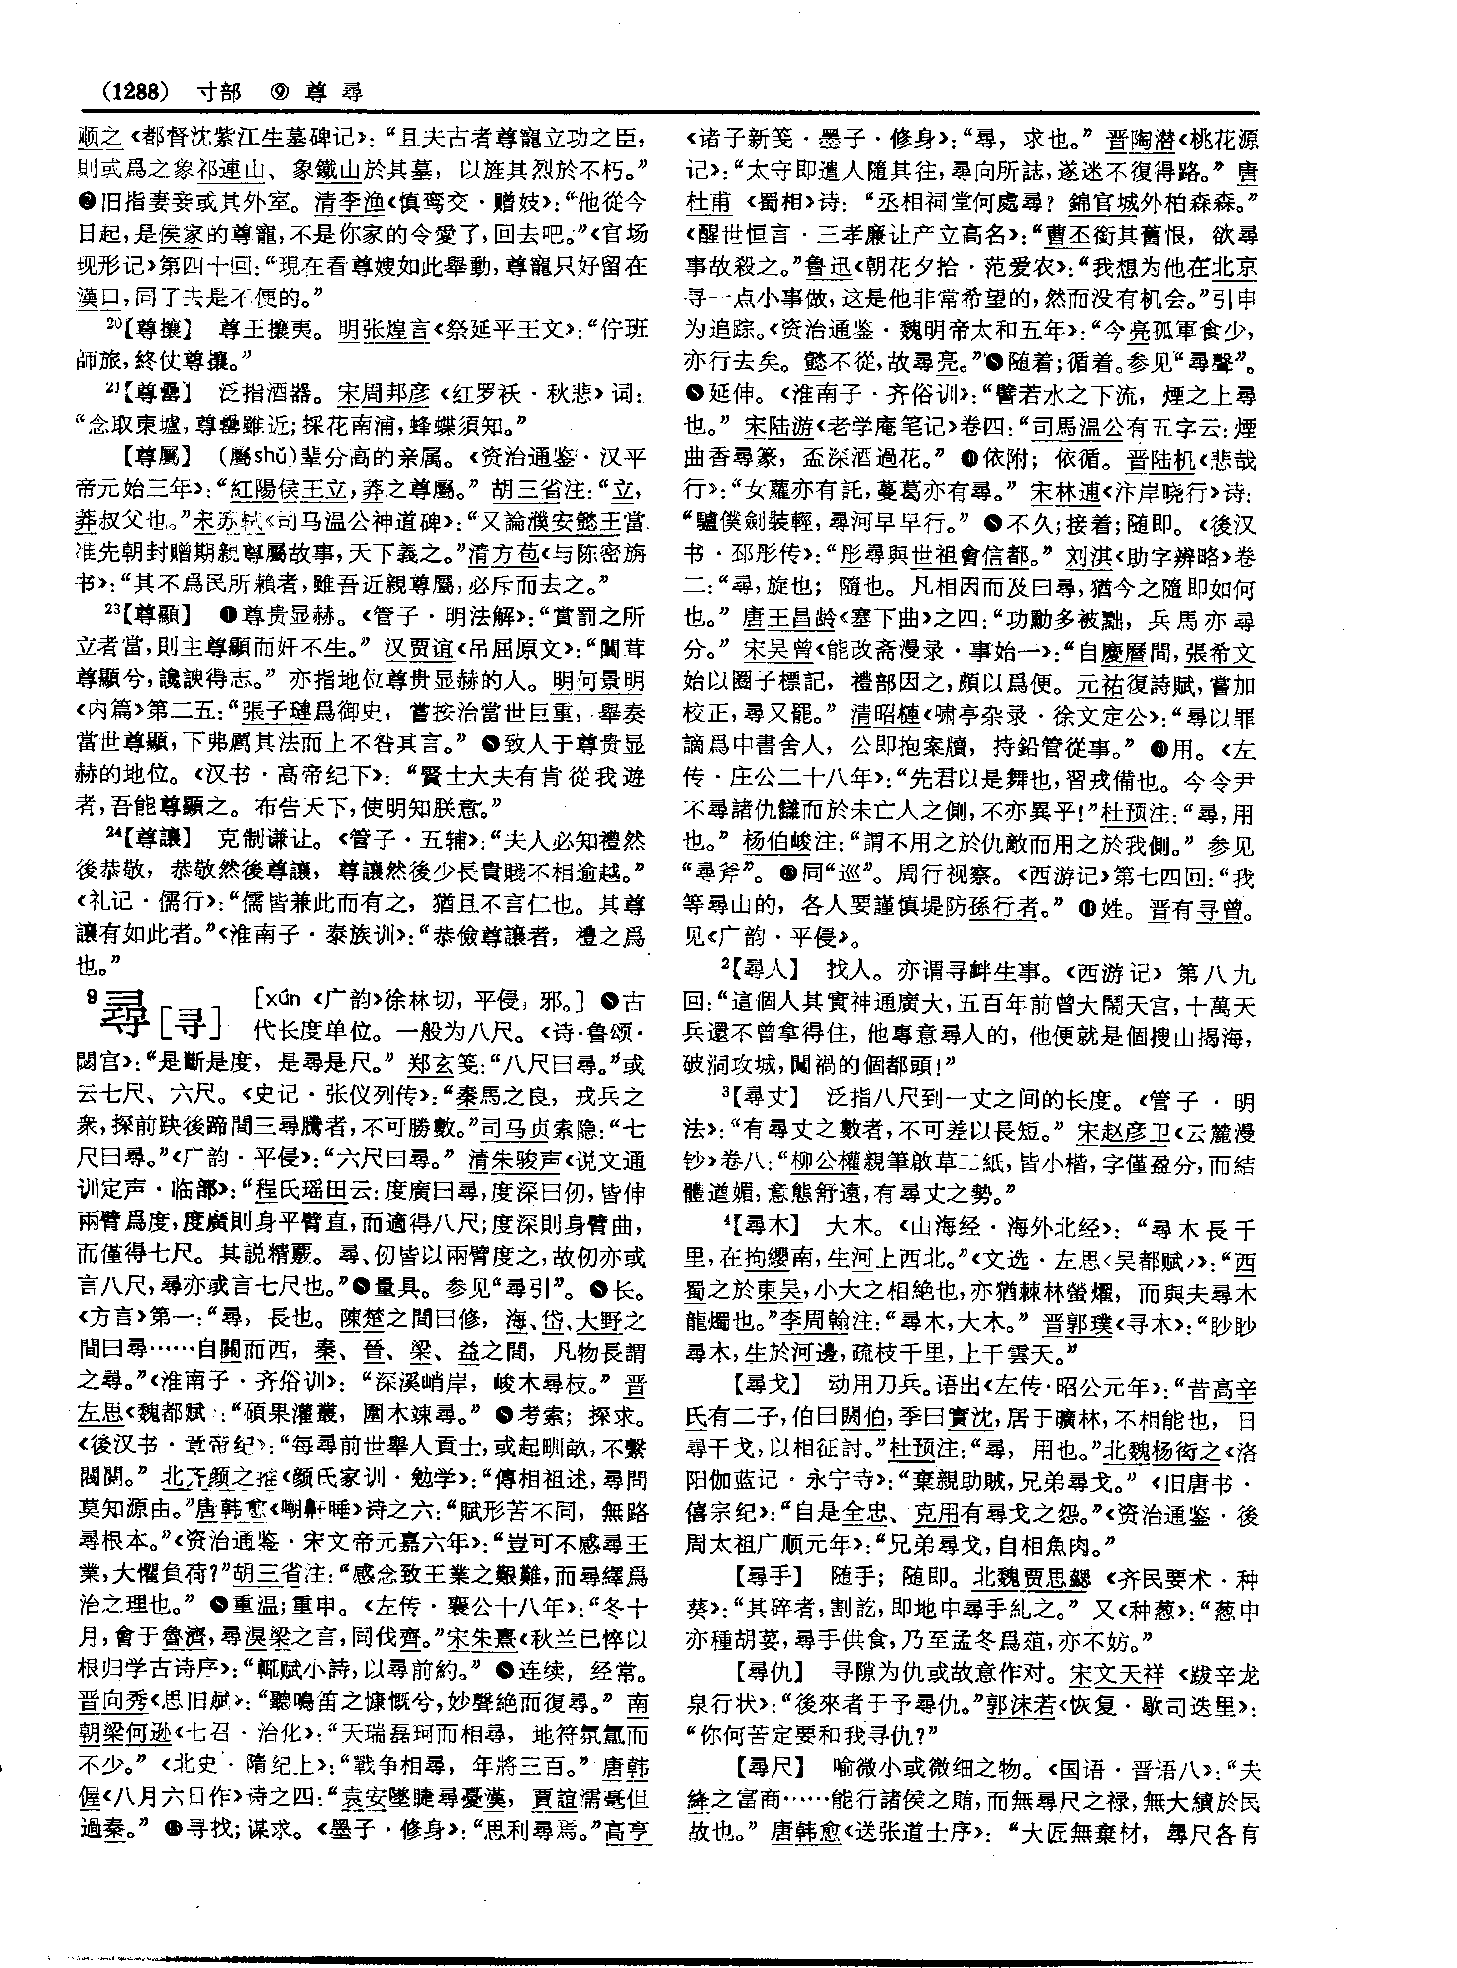 （1288） 寸部 ⑨ 尊 尋
顺之《都督沈紫江生墓碑记》：“且夫古者尊寵立功之臣，
則或爲之象祁連山、象鐵山於其墓，以旌其烈於不朽。”
❷旧指妻妾或其外室。清李渔《慎鸾交·赠妓》：“他從今
日起，是侯家的尊寵，不是你家的令愛了，回去吧。”《官场
现形记》第四十回：“現在看尊嫂如此舉動，尊寵只好留在
漢口，同了去是不便的。”
20【尊攘】 尊王攘夷。明张煌言《祭延平王文》：“佇班
師旅，終仗尊攘。”
21【尊罍】 泛指酒器。宋周邦彦《红罗袄·秋悲》词：
“念取東壚，尊罍雖近；採花南浦，蜂蝶須知。”
【尊屬】（屬shǔ）辈分高的亲属。《资治通鉴·汉平
帝元始三年》：“紅陽侯王立，莽之尊屬。”胡三省注：“立，
莽叔父也。”宋苏轼《司马温公神道碑》：“又論濮安懿王當
准先朝封赠期親尊屬故事，天下義之。”清方苞《与陈密旃
书》：“其不爲民所賴者，雖吾近親尊屬，必斥而去之。”
23【尊顯】 ❶尊贵显赫。《管子·明法解》：“賞罰之所
立者當，則主尊顯而奸不生。”汉贾谊《吊屈原文》：“闒茸
尊顯兮，讒諛得志。”亦指地位尊贵显赫的人。明何景明
《内篇》第二五：“張子璉爲御史，嘗按治當世巨重，舉奏
當世尊顯，下弗厲其法而上不咎其言。”❷致人于尊贵显
赫的地位。《汉书·高帝纪下》：“賢士大夫有肯從我遊
者，吾能尊顯之。布告天下，使明知朕意。”
24【尊讓】 克制谦让。《管子·五辅》：“夫人必知禮然
後恭敬，恭敬然後尊讓，尊讓然後少長貴賤不相逾越。”
《礼记·儒行》：“儒皆兼此而有之，猶且不言仁也。其尊
讓有如此者。”《淮南子·泰族训》：“恭儉尊讓者，禮之爲
也。”
9尋［寻］ ［xún《广韵》徐林切，平侵，邪。］❶古
代长度单位。一般为八尺。《诗·鲁颂·
閟宫》：“是斷是度，是尋是尺。”郑玄笺：“八尺曰尋。”或
云七尺、六尺。《史记·张仪列传》：“秦馬之良，戎兵之
衆，探前趹後蹄間三尋騰者，不可勝數。”司马贞索隐：“七
尺曰尋。”《广韵·平侵》：“六尺曰尋。”清朱骏声《说文通
训定声·临部》：“程氏瑶田云：度廣曰尋，度深曰仞，皆伸
兩臂爲度，度廣則身平臂直，而適得八尺；度深則身臂曲，
而僅得七尺。其説精覈。尋、仞皆以兩臂度之，故仞亦或
言八尺，尋亦或言七尺也。”❷量具。参见“尋引”。❸长。
《方言》第一：“尋，長也。陳楚之間曰修，海、岱、大野之
間曰尋……自關而西，秦、晉、梁、益之間，凡物長謂
之尋。”《淮南子·齐俗训》：“深溪峭岸，峻木尋枝。”晋
左思《魏都赋》：“碩果灌叢，圍木竦尋。”❹考索；探求。
《後汉书·章帝纪》：“每尋前世舉人貢士，或起甽畝，不繫
閥閱。”北齐颜之推《颜氏家训·勉学》：“傳相祖述，尋問
莫知源由。”唐韩愈《嘲鼾睡》诗之六：“賦形苦不同，無路
尋根本。”《资治通鉴·宋文帝元嘉六年》：“豈可不感尋王
業，大懼負荷？”胡三省注：“感念致王業之艱難，而尋繹爲
治之理也。”❺重温；重申。《左传·襄公十八年》：“冬十
月，會于魯濟，尋湨梁之言，同伐齊。”宋朱熹《秋兰已悴以
根归学古诗序》：“輒赋小詩，以尋前約。”❻连续，经常。
晋向秀《思旧赋》：“聽鳴笛之慷慨兮，妙聲絶而復尋。”南
朝梁何逊《七召·治化》：“天瑞磊珂而相尋，地符氛氲而
不少。”《北史·隋纪上》：“戰争相尋，年將三百。”唐韩
偓《八月六日作》诗之四：“袁安墜睫尋憂漢，賈誼濡毫但
過秦。”❼寻找；谋求。《墨子·修身》：“思利尋焉。”高亨
《诸子新笺·墨子·修身》：“尋，求也。”晋陶潜《桃花源
记》：“太守即遣人隨其往，尋向所誌，遂迷不復得路。”唐
杜甫《蜀相》诗：“丞相祠堂何處尋？錦官城外柏森森。”
《醒世恒言·三孝廉让产立高名》：“曹丕銜其舊恨，欲尋
事故殺之。”鲁迅《朝花夕拾·范爱农》：“我想为他在北京
寻一点小事做，这是他非常希望的，然而没有机会。”引申
为追踪。《资治通鉴·魏明帝太和五年》：“今亮孤軍食少，
亦行去矣。懿不從，故尋亮。”❽随着；循着。参见“尋聲”。
❾延伸。《淮南子·齐俗训》：“譬若水之下流，煙之上尋
也。”宋陆游《老学庵笔记》卷四：“司馬温公有五字云：煙
曲香尋篆，盃深酒過花。”❿依附；依循。晋陆机《悲哉
行》：“女蘿亦有託，蔓葛亦有尋。”宋林逋《汴岸晓行》诗：
“驢僕劍裝輕，尋河早早行。”⓫不久；接着；随即。《後汉
书·邳彤传》：“彤尋與世祖會信都。”刘淇《助字辨略》卷
二：“尋，旋也；隨也。凡相因而及曰尋，猶今之隨即如何
也。”唐王昌龄《塞下曲》之四：“功勳多被黜，兵馬亦尋
分。”宋吴曾《能改斋漫录·事始一》：“自慶曆間，張希文
始以圈子標記，禮部因之，頗以爲便。元祐復詩賦，嘗加
校正，尋又罷。”清昭梿《啸亭杂录·徐文定公》：“尋以罪
謫爲中書舍人，公即抱案牘，持鉛管從事。”⓬用。《左
传·庄公二十八年》：“先君以是舞也，習戎備也。今令尹
不尋諸仇讎而於未亡人之側，不亦異乎！”杜预注：“尋，用
也。”杨伯峻注：“謂不用之於仇敵而用之於我側。”参见
“尋斧”。⓭同“巡”。周行视察。《西游记》第七四回：“我
等尋山的，各人要謹慎堤防孫行者。”⓮姓。晋有寻曾。
见《广韵·平侵》。
2【尋人】 找人。亦谓寻衅生事。《西游记》第八九
回：“這個人其實神通廣大，五百年前曾大鬧天宫，十萬天
兵還不曾拿得住，他專意尋人的，他便就是個搜山揭海，
破洞攻城，闖禍的個都頭！”
3【尋丈】 泛指八尺到一丈之间的长度。《管子·明
法》：“有尋丈之數者，不可差以長短。”宋赵彦卫《云麓漫
钞》卷八：“柳公權親筆啟草二紙，皆小楷，字僅盈分，而結
體遒媚，意態舒遠，有尋丈之勢。”
4【尋木】 大木。《山海经·海外北经》：“尋木長千
里，在拘纓南，生河上西北。”《文选·左思〈吴都赋〉》：“西
蜀之於東吴，小大之相絶也，亦猶棘林螢燿，而與夫尋木
龍燭也。”李周翰注：“尋木，大木。”晋郭璞《寻木》：“眇眇
尋木，生於河邊，疏枝千里，上干雲天。”
【尋戈】 动用刀兵。语出《左传·昭公元年》：“昔高辛
氏有二子，伯曰閼伯，季曰實沈，居于曠林，不相能也，日
尋干戈，以相征討。”杜预注：“尋，用也。”北魏杨衒之《洛
阳伽蓝记·永宁寺》：“棄親助賊，兄弟尋戈。”《旧唐书·
僖宗纪》：“自是全忠、克用有尋戈之怨。”《资治通鉴·後
周太祖广顺元年》：“兄弟尋戈，自相魚肉。”
【尋手】 随手；随即。北魏贾思勰《齐民要术·种
葵》：“其碎者，割訖，即地中尋手糺之。”又《种葱》：“葱中
亦種胡荽，尋手供食，乃至孟冬爲菹，亦不妨。”
【尋仇】 寻隙为仇或故意作对。宋文天祥《跋辛龙
泉行状》：“後來者于予尋仇。”郭沫若《恢复·歇司迭里》：
“你何苦定要和我寻仇？”
【尋尺】 喻微小或微细之物。《国语·晋语八》：“夫
絳之富商……能行諸侯之賄，而無尋尺之禄，無大績於民
故也。”唐韩愈《送张道士序》：“大匠無棄材，尋尺各有